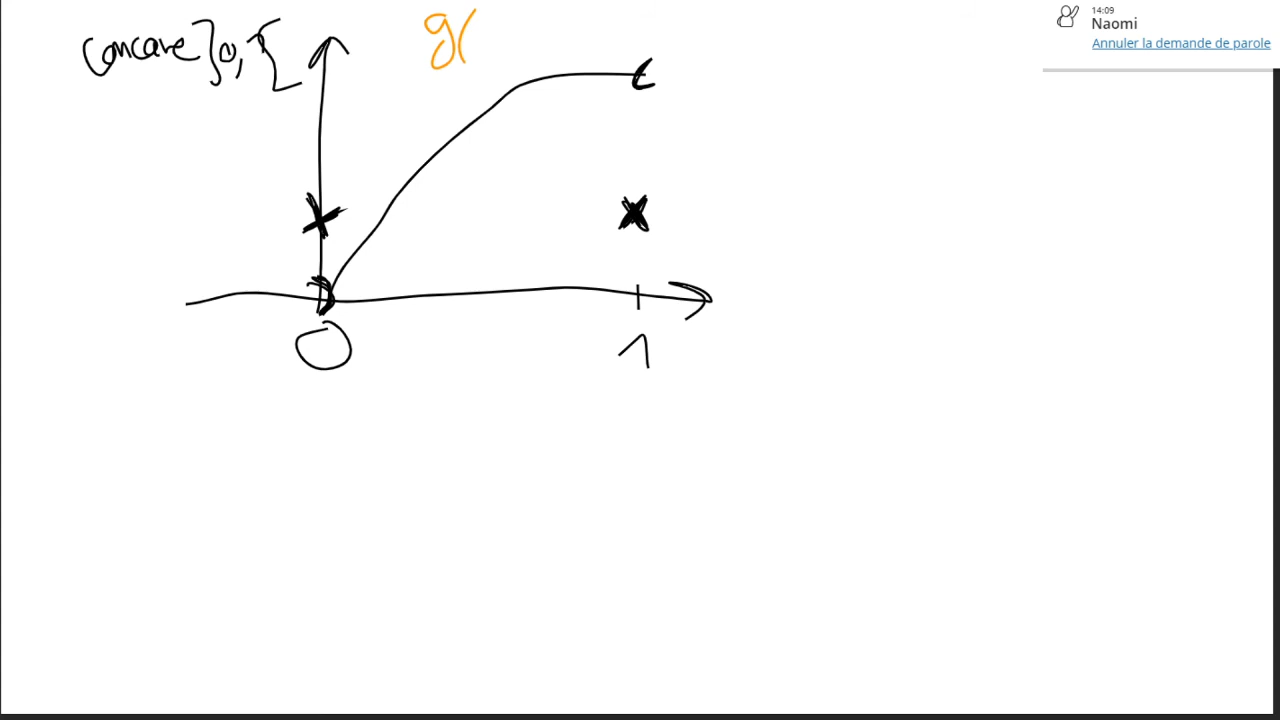 concave ]0,1[
g(
14:09
Naomi
Annuler la demande de parole
0
1